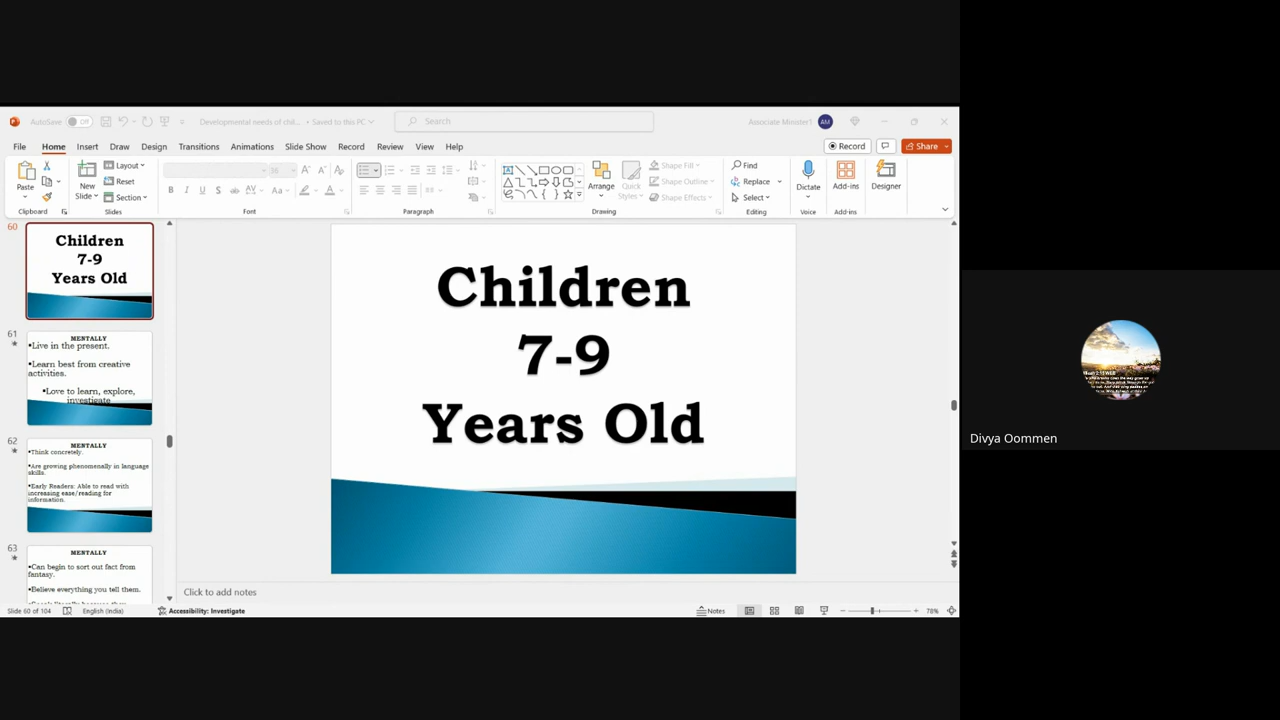 AutoSave Off Developmental needs of chil... • Saved to this PC Search Associate Minster1 AM
File Home Insert Draw Design Transitions Animations Slide Show Record Review View Help Record Share
Paste
Clipboard
New
Slide
Layout
Reset
Section
Slides
B I U S ab AV Aa A
Font
Paragraph
Arrange
Quick
Styles
Shape Fill
Shape Outline
Shape Effects
Drawing
Find
Replace
Select
Editing
Dictate
Voice
Add-ins
Add-ins
Designer
60
Children
7-9
Years Old
61
MENTALLY
•Live in the present.
•Learn best from creative
activities.
•Love to learn, explore,
investigate
62
MENTALLY
•Think concretely.
•Are growing phenomenally in language
skills.
•Early Readers: Able to read with
increasing ease/reading for
information.
63
MENTALLY
•Can begin to sort out fact from
fantasy.
•Believe everything you tell them.
Children
7-9
Years Old
Click to add notes
Slide 60 of 104 English (India) Accessibility: Investigate Notes 78%
Divya Oommen